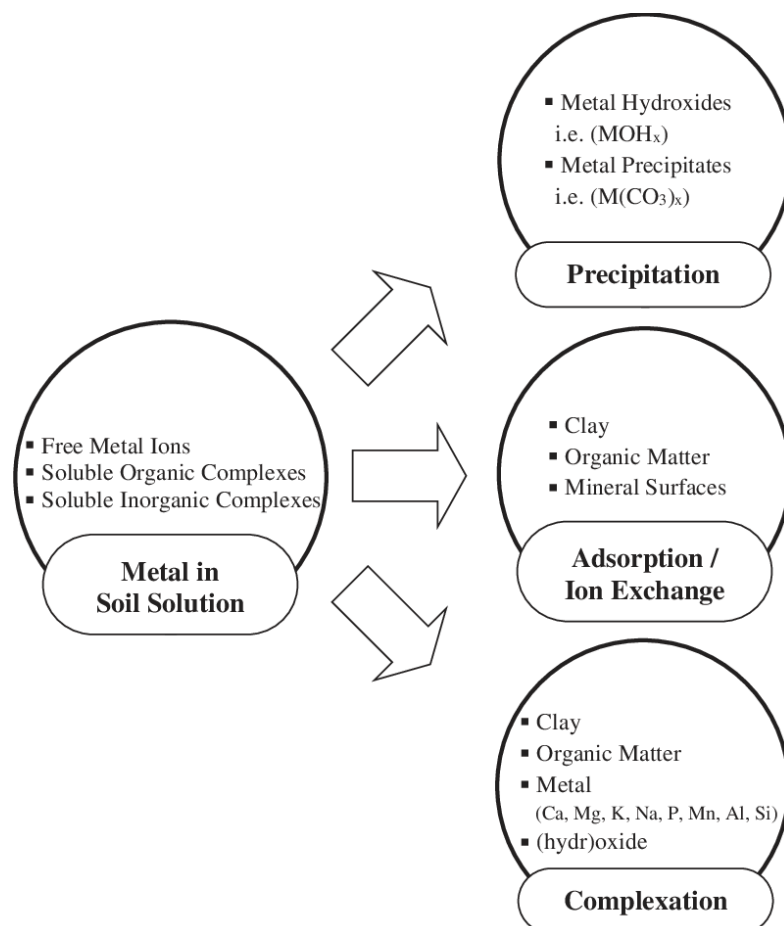 ▪ Metal Hydroxides
i.e. (MOHₓ)
▪ Metal Precipitates
i.e. (M(CO₃)ₓ)
Precipitation
▪ Free Metal Ions
▪ Soluble Organic Complexes
▪ Soluble Inorganic Complexes
Metal in
Soil Solution
▪ Clay
▪ Organic Matter
▪ Mineral Surfaces
Adsorption /
Ion Exchange
▪ Clay
▪ Organic Matter
▪ Metal
(Ca, Mg, K, Na, P, Mn, Al, Si)
▪ (hydr)oxide
Complexation